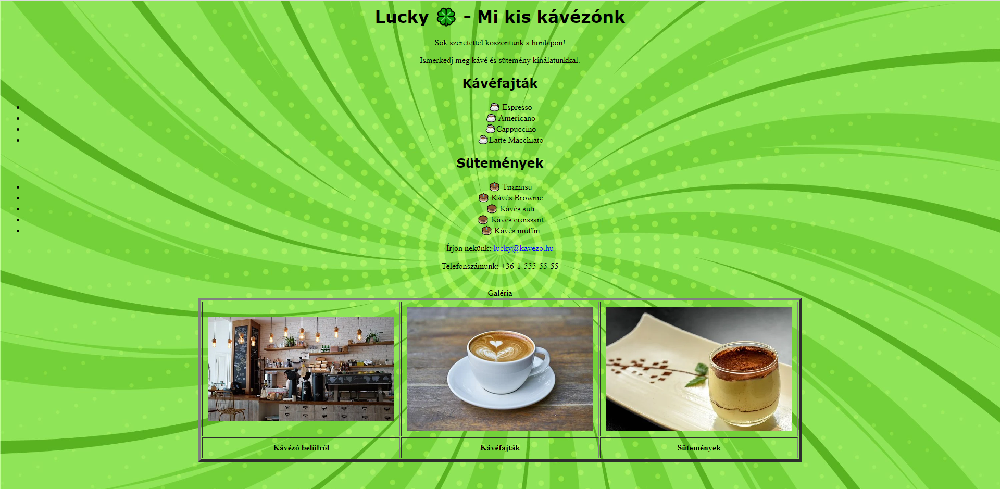 Lucky 🍀 - Mi kis kávézónk
Sok szeretettel köszöntünk a honlapon!
Ismerkedj meg kávé és sütemény kínálatunkkal.
Kávéfajták
• Espresso
• Americano
• Cappuccino
• Latte Macchiato
Sütemények
• Tiramisu
• Kávés Brownie
• Kávés süti
• Kávés croissant
• Kávés muffin
Írjon nekünk: lucky@kavezo.hu
Telefonszámunk: +36-1-555-55-55
Galéria
Kávézó belülről Kávéfajták Sütemények